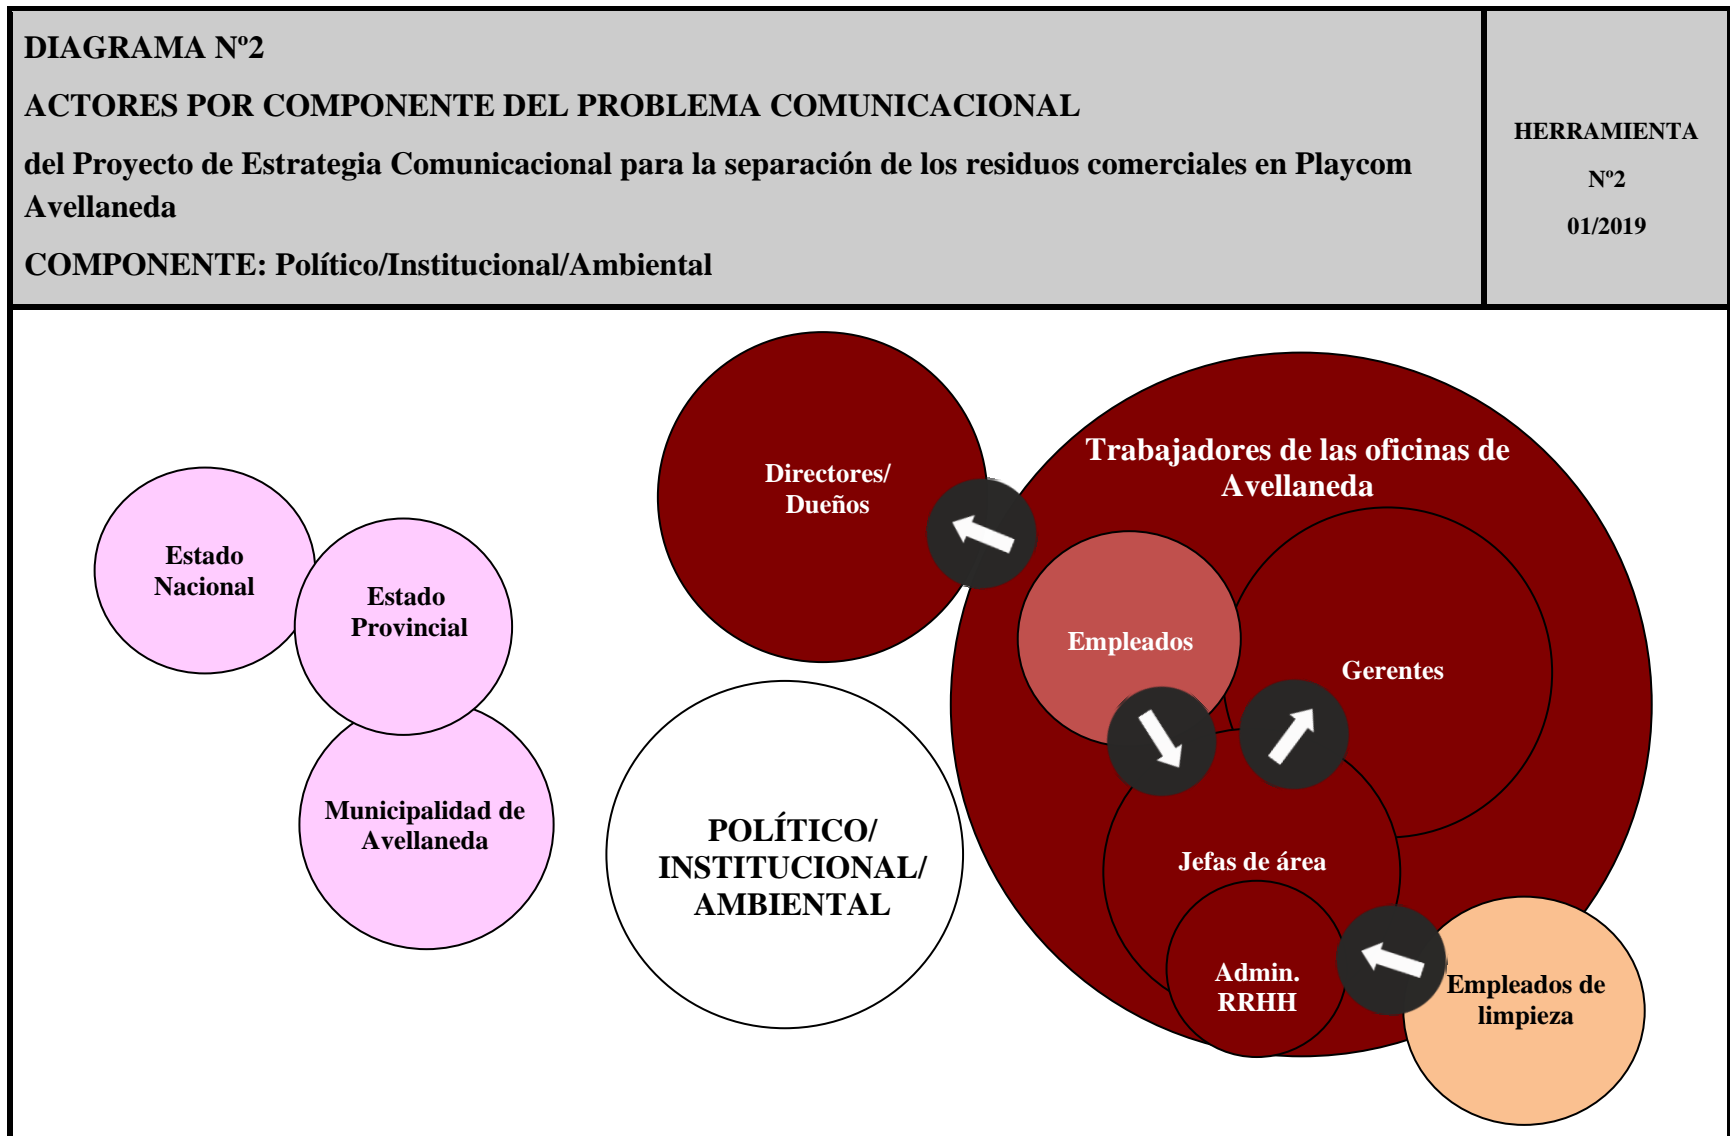 DIAGRAMA Nº2
ACTORES POR COMPONENTE DEL PROBLEMA COMUNICACIONAL
del Proyecto de Estrategia Comunicacional para la separación de los residuos comerciales en Playcom
Avellaneda
COMPONENTE: Político/Institucional/Ambiental
HERRAMIENTA
Nº2
01/2019
Estado
Nacional
Estado
Provincial
Municipalidad de
Avellaneda
Directores/
Dueños
POLÍTICO/
INSTITUCIONAL/
AMBIENTAL
Trabajadores de las oficinas de
Avellaneda
Empleados
Gerentes
Jefas de área
Admin.
RRHH
Empleados de
limpieza